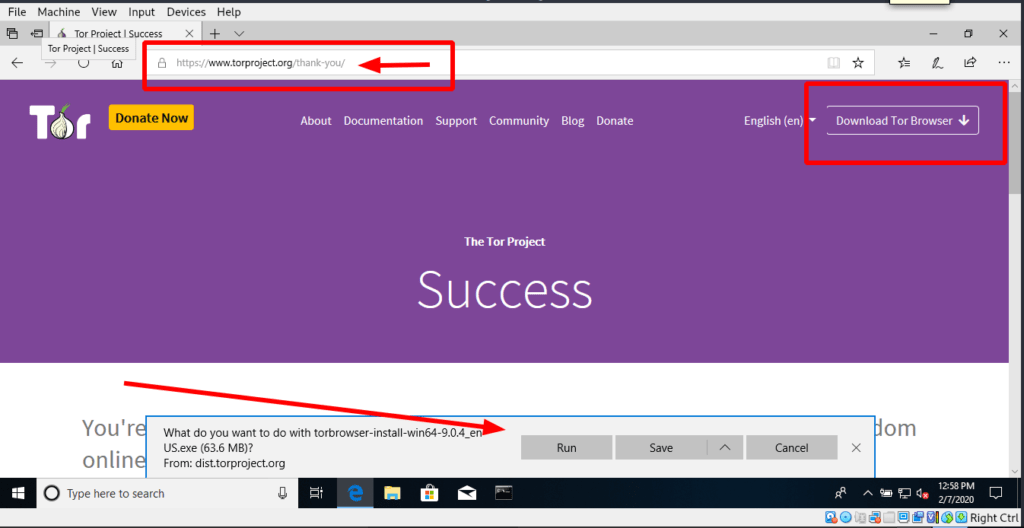 File Machine View Input Devices Help
Tor Project | Success
Tor Project | Success
https://www.torproject.org/thank-you/
Tor
Donate Now
About Documentation Support Community Blog Donate
English (en)
Download Tor Browser
The Tor Project
Success
You're
dom
online
What do you want to do with torbrowser-install-win64-9.0.4_en-
US.exe (63.6 MB)?
From: dist.torproject.org
Run
Save
Cancel
Type here to search
12:58 PM
2/7/2020
Right Ctrl